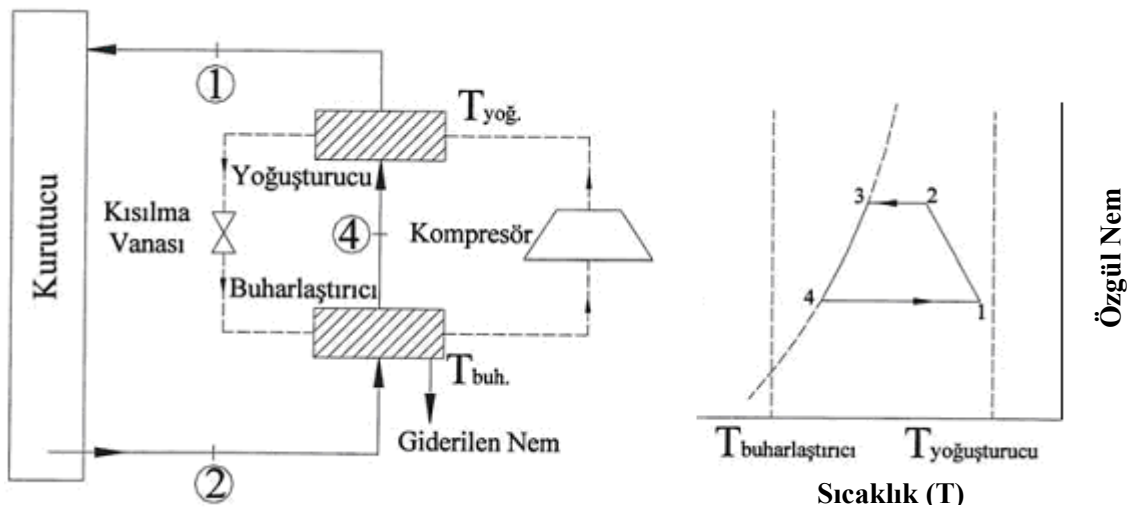 1
Tyoğ.
Yoğuşturucu
Kısılma
Vanası
4
Kompresör
Kurutucu
Buharlaştırıcı
Tbuh.
Giderilen Nem
2
3
2
4
1
Özgül Nem
Tbuharlaştırıcı
Tyoğuşturucu
Sıcaklık (T)